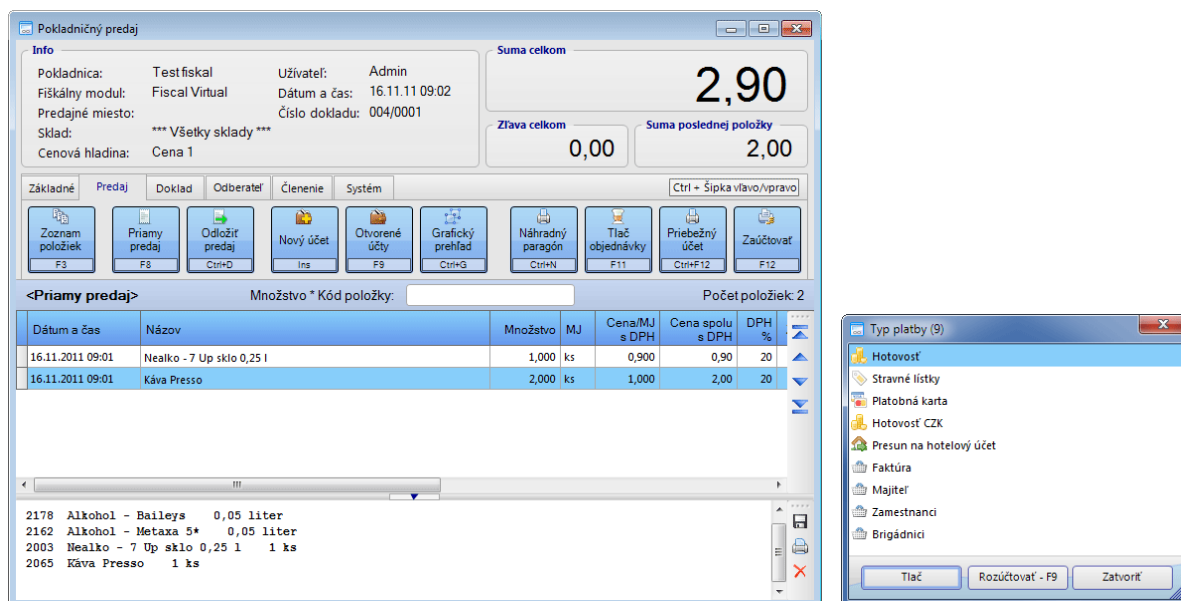 Pokladničný predaj
Info
Pokladnica: Testfiskal Užívateľ: Admin
Fiškálny modul: Fiscal Virtual Dátum a čas: 16.11.11 09:02
Predajné miesto: Číslo dokladu: 004/0001
Sklad: *** Všetky sklady ***
Cenová hladina: Cena 1
Suma celkom
2,90
Zľava celkom Suma poslednej položky
0,00 2,00
Základné Predaj Doklad Odberateľ Členenie Systém Ctrl + Šipka vľavo/vpravo
Zoznam položiek F3
Priamy predaj F8
Odložiť predaj Ctrl+D
Nový účet Ins
Otvorené účty F9
Grafický prehľad Ctrl+G
Náhradný paragón Ctrl+N
Tlač objednávky F11
Priebežný účet Ctrl+F12
Zaúčtovať F12
<Priamy predaj> Množstvo * Kód položky: Počet položiek: 2
Dátum a čas Názov Množstvo MJ Cena/MJ s DPH Cena spolu s DPH DPH %
16.11.2011 09:01 Nealko - 7 Up sklo 0,25 l 1,000 ks 0,900 0,90 20
16.11.2011 09:01 Káva Presso 2,000 ks 1,000 2,00 20
2178 Alkohol - Baileys 0,05 liter
2162 Alkohol - Metaxa 5* 0,05 liter
2003 Nealko - 7 Up sklo 0,25 l 1 ks
2065 Káva Presso 1 ks
Typ platby (9)
Hotovosť
Stravné lístky
Platobná karta
Hotovosť CZK
Presun na hotelový účet
Faktúra
Majiteľ
Zamestnanci
Brigádnici
Tlač Rozúčtovať - F9 Zatvoriť